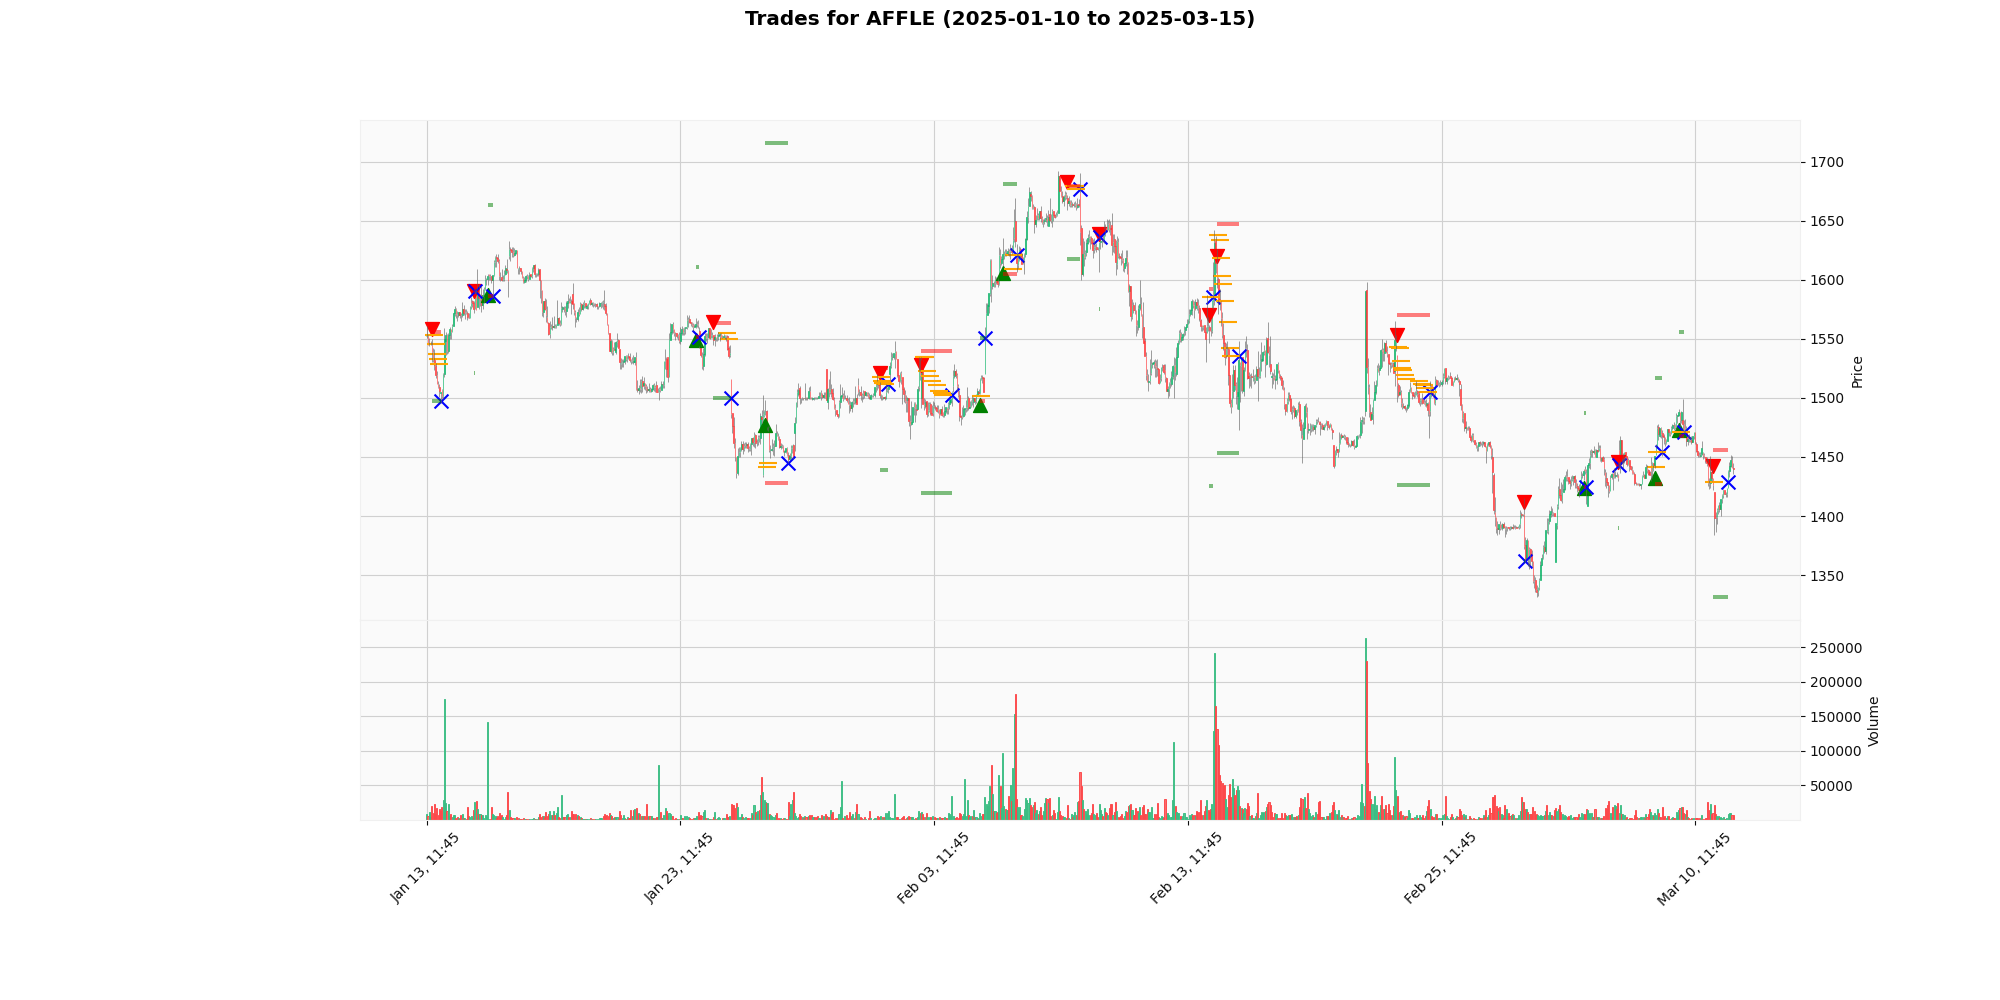 Trades for AFFLE (2025-01-10 to 2025-03-15)
1700
1650
1600
1550
1500
1450
1400
1350
Price
250000
200000
150000
100000
50000
Volume
Jan 13, 11:45
Jan 23, 11:45
Feb 03, 11:45
Feb 13, 11:45
Feb 25, 11:45
Mar 10, 11:45